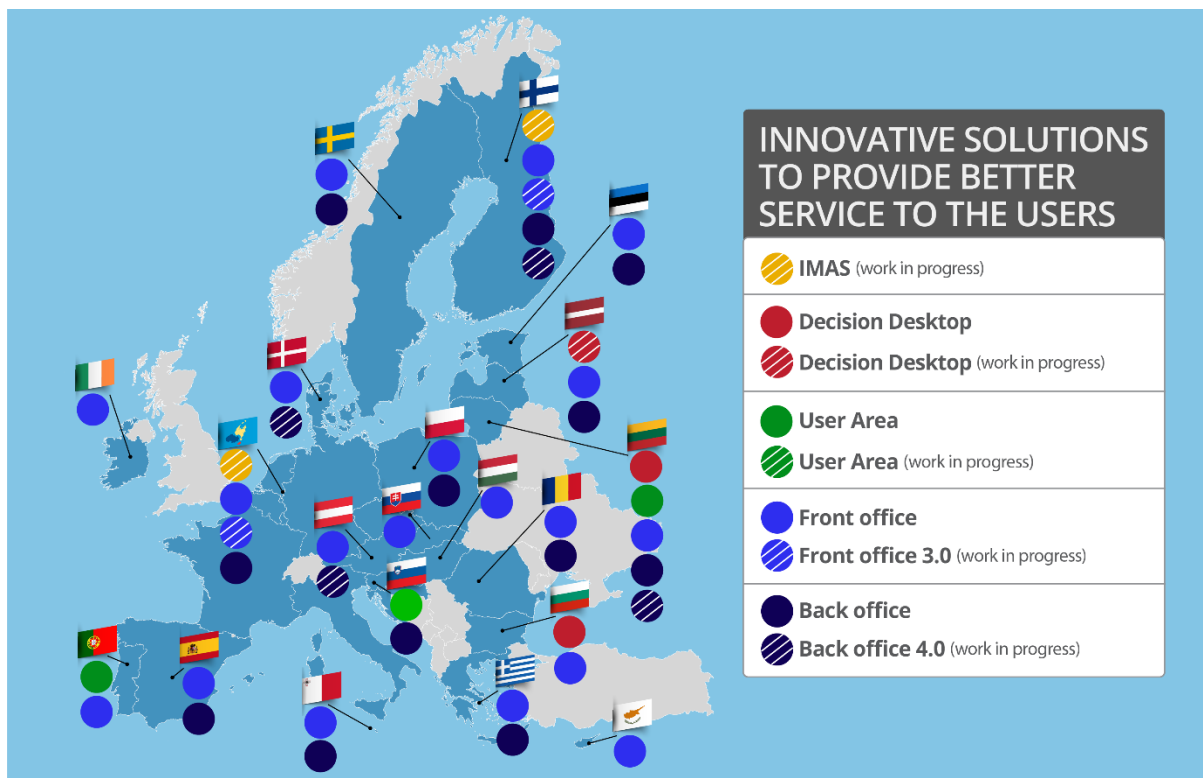 INNOVATIVE SOLUTIONS
TO PROVIDE BETTER
SERVICE TO THE USERS
IMAS (work in progress)
Decision Desktop
Decision Desktop (work in progress)
User Area
User Area (work in progress)
Front office
Front office 3.0 (work in progress)
Back office
Back office 4.0 (work in progress)